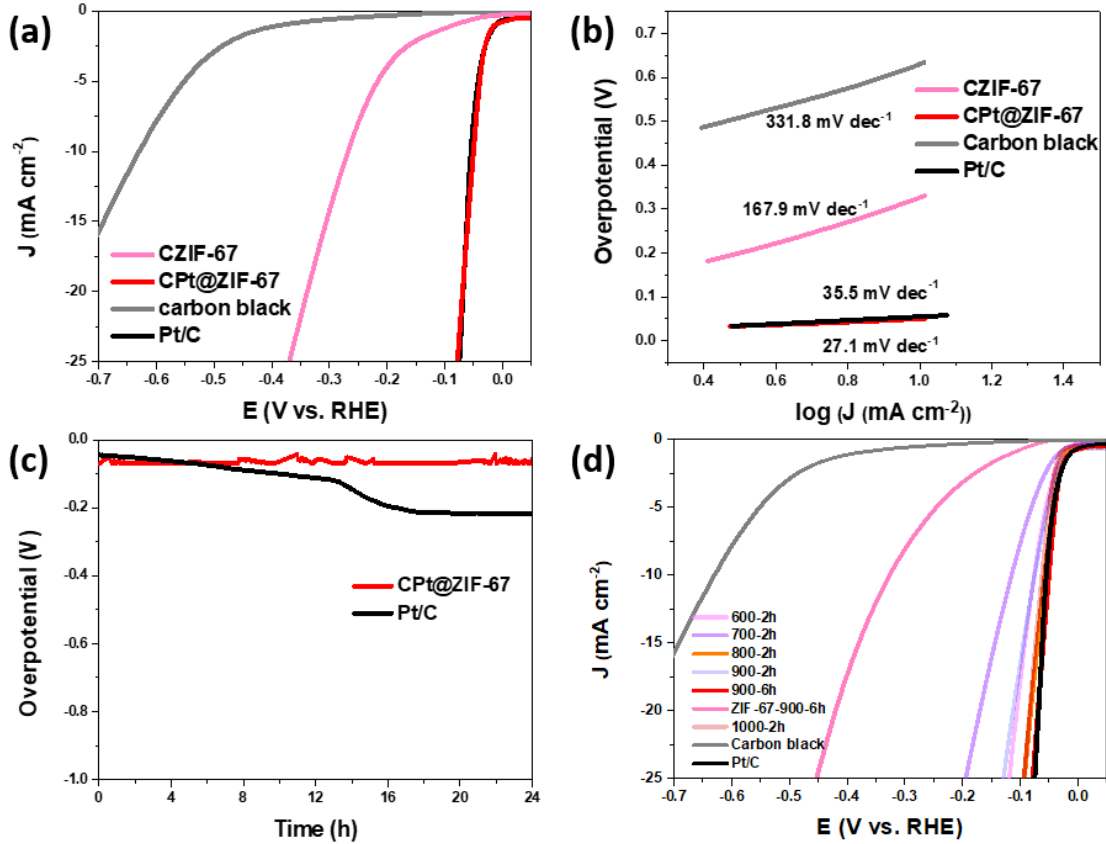 (a)
0
-5
-10
-15
-20
-25
J (mA cm-2)
CZIF-67
CPt@ZIF-67
carbon black
Pt/C
-0.7 -0.6 -0.5 -0.4 -0.3 -0.2 -0.1 0.0
E (V vs. RHE)
(b)
0.7
0.6
0.5
0.4
0.3
0.2
0.1
0.0
Overpotential (V)
CZIF-67
CPt@ZIF-67
Carbon black
Pt/C
331.8 mV dec-1
167.9 mV dec-1
35.5 mV dec-1
27.1 mV dec-1
0.4 0.6 0.8 1.0 1.2 1.4
log (J (mA cm-2))
(c)
0.0
-0.2
-0.4
-0.6
-0.8
-1.0
Overpotential (V)
CPt@ZIF-67
Pt/C
0 4 8 12 16 20 24
Time (h)
(d)
0
-5
-10
-15
-20
-25
J (mA cm-2)
600-2h
700-2h
800-2h
900-2h
900-6h
ZIF-67-900-6h
1000-2h
Carbon black
Pt/C
-0.7 -0.6 -0.5 -0.4 -0.3 -0.2 -0.1 0.0
E (V vs. RHE)